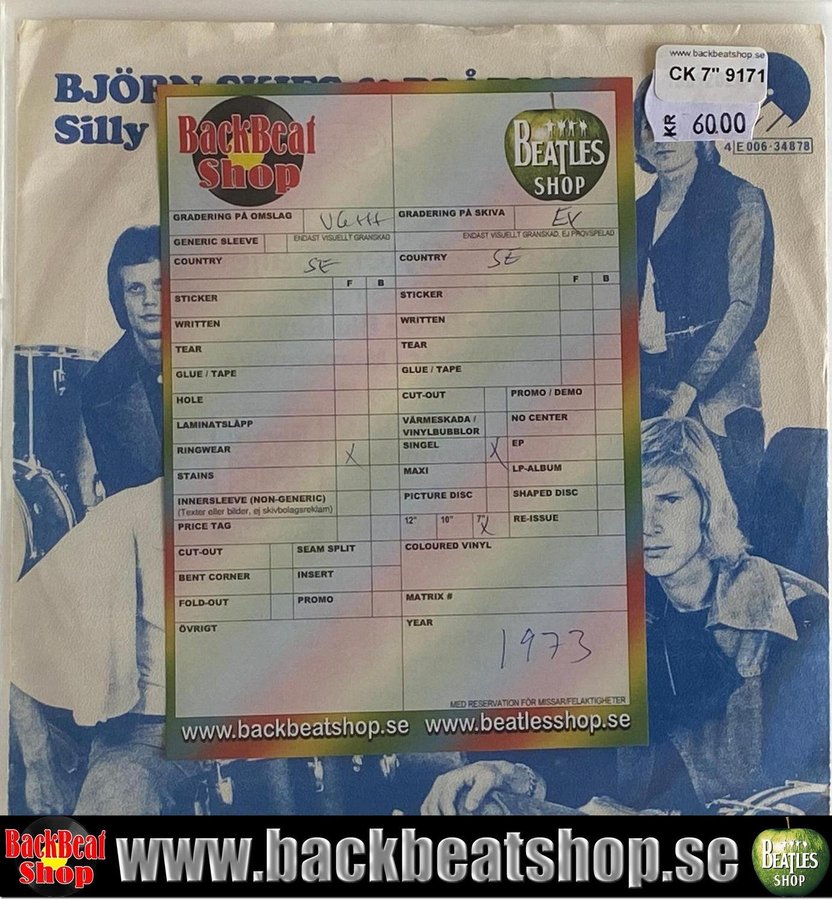 BJÖRN SKIFS & BLÅBLUS
Silly
www.backbeatshop.se
CK 7" 9171
KR 60.00
4 E 006-34878
BackBeat Shop
BEATLES SHOP
GRADERING PÅ OMSLAG VG++ GRADERING PÅ SKIVA EX
GENERIC SLEEVE ENDAST VISUELLT GRANSKAD ENDAST VISUELLT GRANSKAD, EJ PROVSPELAD
COUNTRY SE COUNTRY SE
F B F B
STICKER STICKER
WRITTEN WRITTEN
TEAR TEAR
GLUE / TAPE GLUE / TAPE
HOLE CUT-OUT PROMO / DEMO
LAMINATSLÄPP VÄRMESKADA / VINYLBUBBLOR NO CENTER
RINGWEAR X SINGEL X EP
STAINS MAXI LP-ALBUM
INNERSLEEVE (NON-GENERIC) PICTURE DISC SHAPED DISC
(Texter eller bilder, ej skivbolagsreklam)
PRICE TAG 12" 10" 7" X RE-ISSUE
CUT-OUT SEAM SPLIT COLOURED VINYL
BENT CORNER INSERT
FOLD-OUT PROMO MATRIX #
ÖVRIGT YEAR
1973
MED RESERVATION FÖR MISSAR/FELAKTIGHETER
www.backbeatshop.se www.beatlesshop.se
BackBeat Shop www.backbeatshop.se BEATLES SHOP